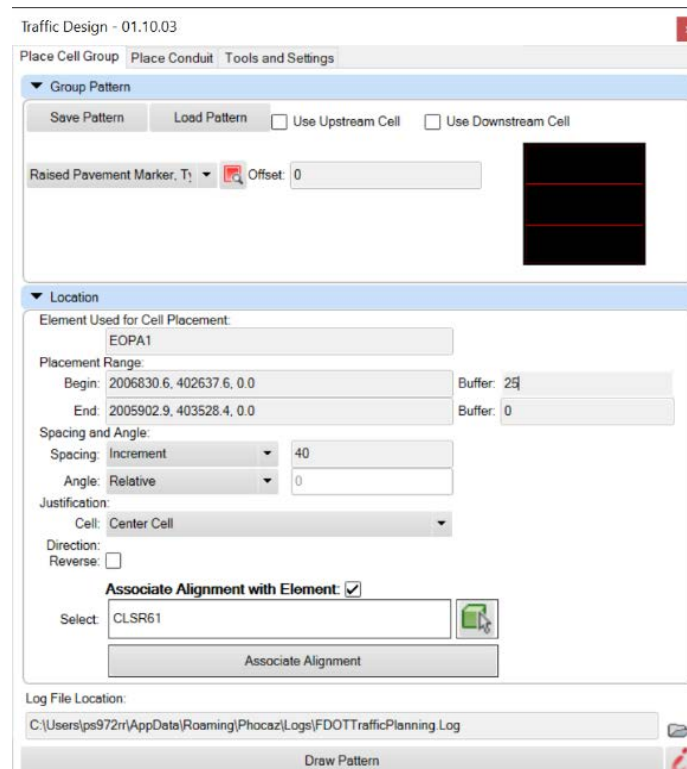 Traffic Design - 01.10.03
Place Cell Group Place Conduit Tools and Settings
Group Pattern
Save Pattern Load Pattern Use Upstream Cell Use Downstream Cell
Raised Pavement Marker, Ty Offset: 0
Location
Element Used for Cell Placement:
EOPA1
Placement Range:
Begin: 2006830.6, 402637.6, 0.0 Buffer: 25
End: 2005902.9, 403528.4, 0.0 Buffer: 0
Spacing and Angle:
Spacing: Increment 40
Angle: Relative 0
Justification:
Cell: Center Cell
Direction:
Reverse:
Associate Alignment with Element:
Select: CLSR61
Associate Alignment
Log File Location:
C:\Users\ps972rr\AppData\Roaming\Phocaz\Logs\FDOTTrafficPlanning.Log
Draw Pattern